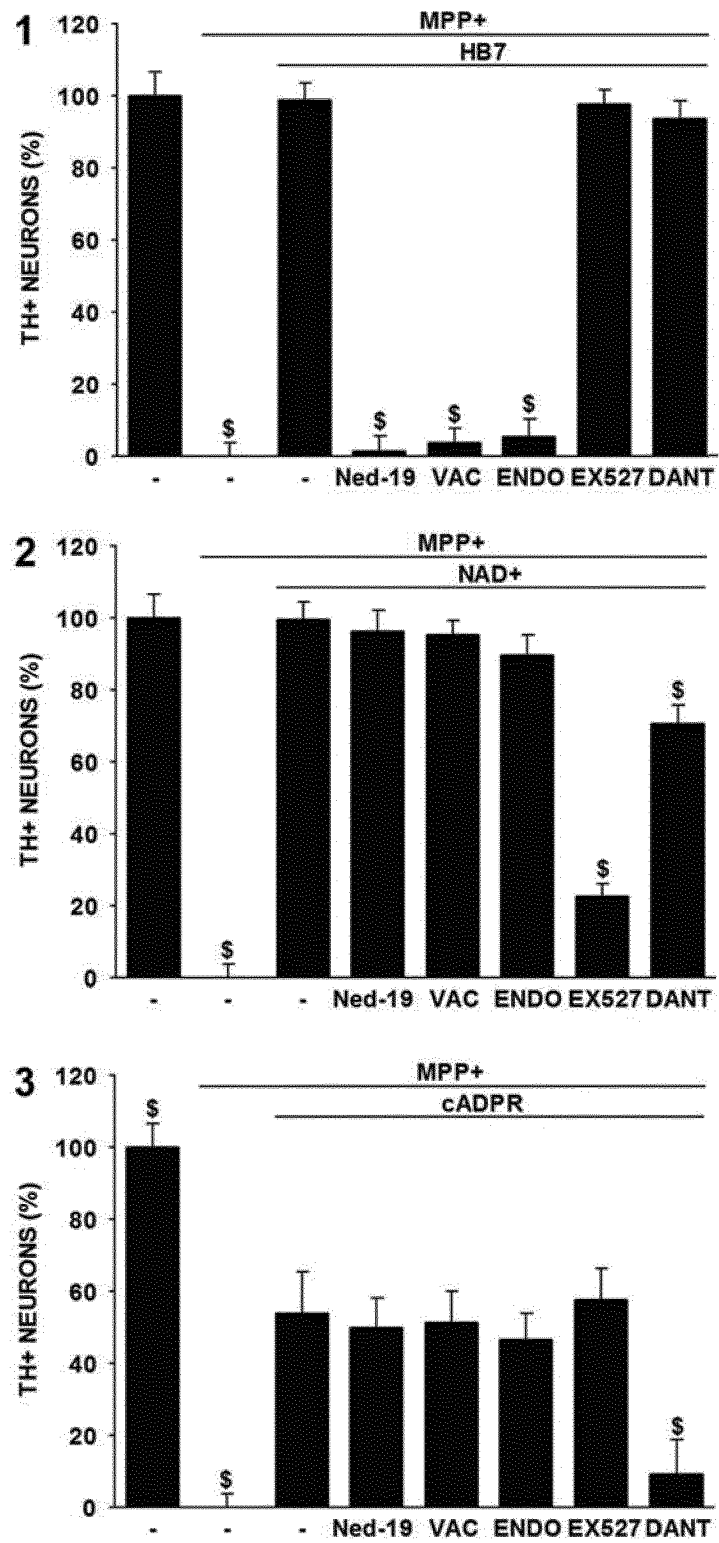 1
MPP+
HB7
TH+ NEURONS (%)
120
100
80
60
40
20
0
$ $ $ $
- - - Ned-19 VAC ENDO EX527 DANT
2
MPP+
NAD+
TH+ NEURONS (%)
120
100
80
60
40
20
0
$ $ $
- - - Ned-19 VAC ENDO EX527 DANT
3
MPP+
cADPR
TH+ NEURONS (%)
120
100
80
60
40
20
0
$ $ $
- - - Ned-19 VAC ENDO EX527 DANT